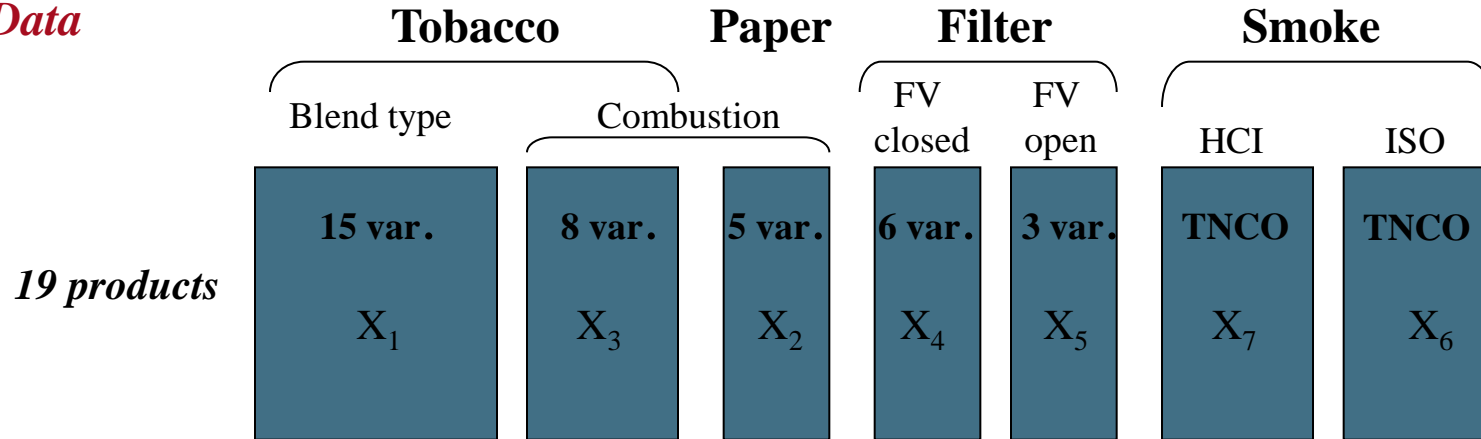 Data
Tobacco Paper Filter Smoke
Blend type Combustion FV closed FV open HCI ISO
15 var. 8 var. 5 var. 6 var. 3 var. TNCO TNCO
19 products
X₁ X₃ X₂ X₄ X₅ X₇ X₆